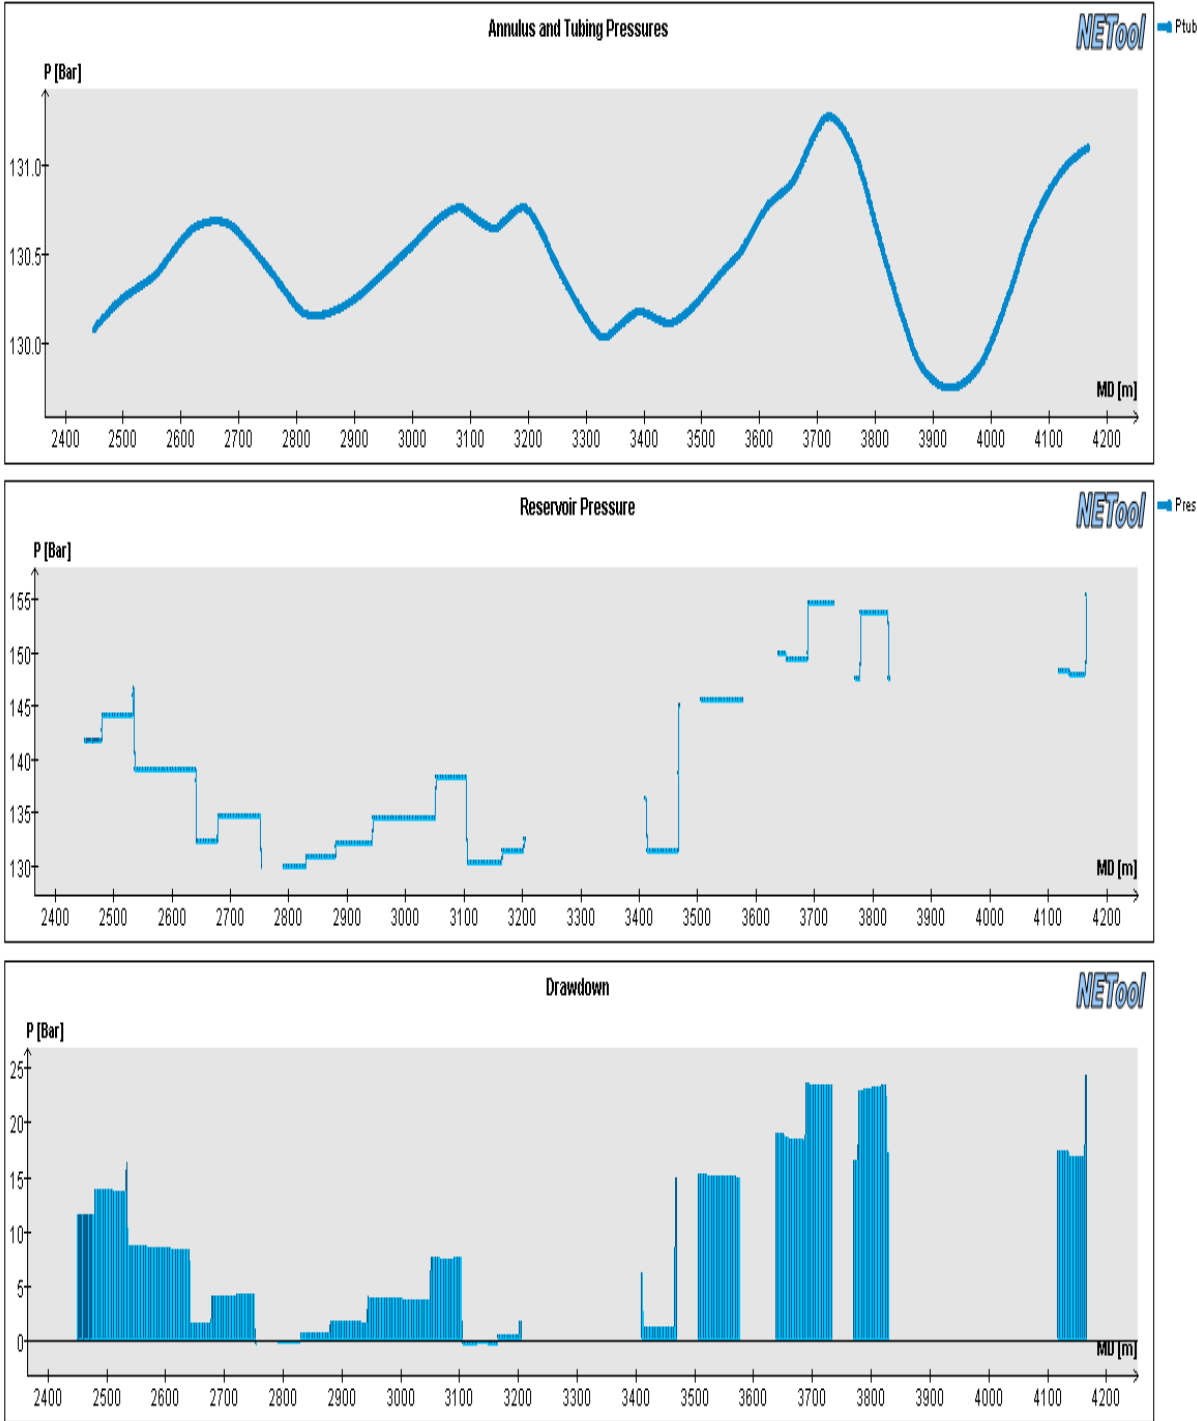 Annulus and Tubing Pressures
NETool
Ptub
P [Bar]
131.0
130.5
130.0
MD [m]
2400 2500 2600 2700 2800 2900 3000 3100 3200 3300 3400 3500 3600 3700 3800 3900 4000 4100 4200
Reservoir Pressure
NETool
Pres
P [Bar]
155
150
145
140
135
130
MD [m]
2400 2500 2600 2700 2800 2900 3000 3100 3200 3300 3400 3500 3600 3700 3800 3900 4000 4100 4200
Drawdown
NETool
P [Bar]
25
20
15
10
5
0
MD [m]
2400 2500 2600 2700 2800 2900 3000 3100 3200 3300 3400 3500 3600 3700 3800 3900 4000 4100 4200